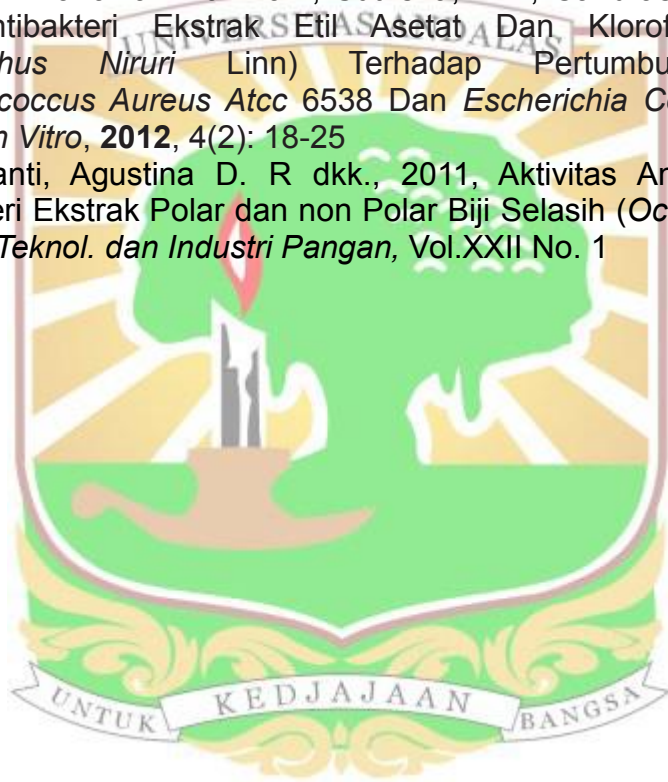 ntibakteri Ekstrak Etil Asetat Dan Klorof
UNIVERSITAS ANDALAS
hus Niruri Linn) Terhadap Pertumbu
coccus Aureus Atcc 6538 Dan Escherichia C
n Vitro, 2012, 4(2): 18-25
anti, Agustina D. R dkk., 2011, Aktivitas An
eri Ekstrak Polar dan non Polar Biji Selasih (Oc
Teknol. dan Industri Pangan, Vol.XXII No. 1
UNTUK KEDJAJAAN BANGSA